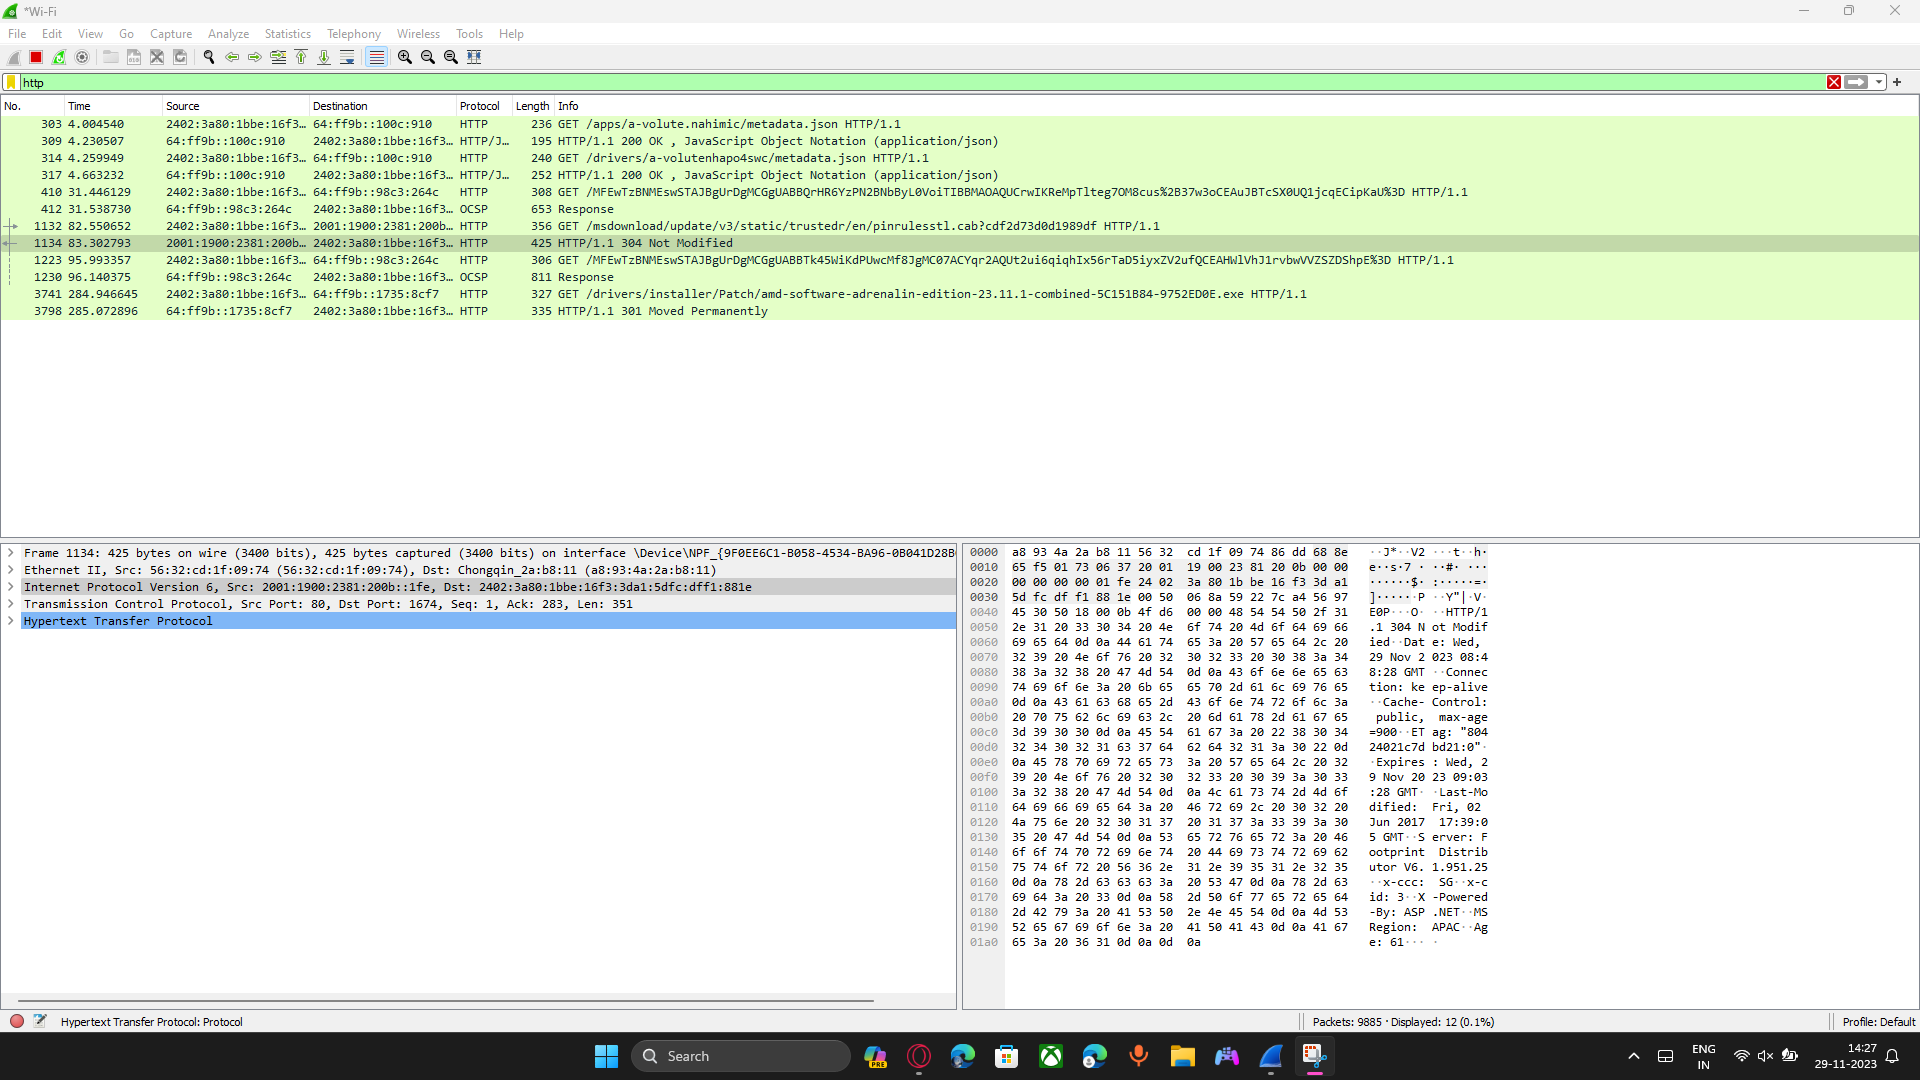 *Wi-Fi
File Edit View Go Capture Analyze Statistics Telephony Wireless Tools Help
http
No. Time Source Destination Protocol Length Info
303 4.004540 2402:3a80:1bbe:16f3… 64:ff9b::100c:910 HTTP 236 GET /apps/a-volute.nahimic/metadata.json HTTP/1.1
309 4.230507 64:ff9b::100c:910 2402:3a80:1bbe:16f3… HTTP/J… 195 HTTP/1.1 200 OK , JavaScript Object Notation (application/json)
314 4.259949 2402:3a80:1bbe:16f3… 64:ff9b::100c:910 HTTP 240 GET /drivers/a-volutenhapo4swc/metadata.json HTTP/1.1
317 4.663232 64:ff9b::100c:910 2402:3a80:1bbe:16f3… HTTP/J… 252 HTTP/1.1 200 OK , JavaScript Object Notation (application/json)
410 31.446129 2402:3a80:1bbe:16f3… 64:ff9b::98c3:264c HTTP 308 GET /MFEwTzBNMEswSTAJBgUrDgMCGgUABBQrHR6YzPN2BNbByL0VoiTIBBMAOAQUCrwIKReMpTlteg7OM8cus%2B37w3oCEAuJBTcSX0UQ1jcqECipKaU%3D HTTP/1.1
412 31.538730 64:ff9b::98c3:264c 2402:3a80:1bbe:16f3… OCSP 653 Response
1132 82.550652 2402:3a80:1bbe:16f3… 2001:1900:2381:200b… HTTP 356 GET /msdownload/update/v3/static/trustedr/en/pinrulesstl.cab?cdf2d73d0d1989df HTTP/1.1
1134 83.302793 2001:1900:2381:200b… 2402:3a80:1bbe:16f3… HTTP 425 HTTP/1.1 304 Not Modified
1223 95.993357 2402:3a80:1bbe:16f3… 64:ff9b::98c3:264c HTTP 306 GET /MFEwTzBNMEswSTAJBgUrDgMCGgUABBTk45WiKdPUwcMf8JgMC07ACYqr2AQUt2ui6qiqhIx56rTaD5iyxZV2ufQCEAHWlVhJ1rvbwVVZSZDShpE%3D HTTP/1.1
1230 96.140375 64:ff9b::98c3:264c 2402:3a80:1bbe:16f3… OCSP 811 Response
3741 284.946645 2402:3a80:1bbe:16f3… 64:ff9b::1735:8cf7 HTTP 327 GET /drivers/installer/Patch/amd-software-adrenalin-edition-23.11.1-combined-5C151B84-9752ED0E.exe HTTP/1.1
3798 285.072896 64:ff9b::1735:8cf7 2402:3a80:1bbe:16f3… HTTP 335 HTTP/1.1 301 Moved Permanently
Frame 1134: 425 bytes on wire (3400 bits), 425 bytes captured (3400 bits) on interface \Device\NPF_{9F0EE6C1-B058-4534-BA96-0B041D28B
Ethernet II, Src: 56:32:cd:1f:09:74 (56:32:cd:1f:09:74), Dst: Chongqin_2a:b8:11 (a8:93:4a:2a:b8:11)
Internet Protocol Version 6, Src: 2001:1900:2381:200b::1fe, Dst: 2402:3a80:1bbe:16f3:3da1:5dfc:dff1:881e
Transmission Control Protocol, Src Port: 80, Dst Port: 1674, Seq: 1, Ack: 283, Len: 351
Hypertext Transfer Protocol
0000 a8 93 4a 2a b8 11 56 32 cd 1f 09 74 86 dd 68 8e ··J*··V2 ···t··h·
0010 65 f5 01 73 06 37 20 01 19 00 23 81 20 0b 00 00 e··s·7 · ··#· ···
0020 00 00 00 00 01 fe 24 02 3a 80 1b be 16 f3 3d a1 ······$· :·····=·
0030 5d fc df f1 88 1e 00 50 06 8a 59 22 7c a4 56 97 ]······P ··Y"|·V·
0040 45 30 50 18 00 0b 4f d6 00 00 48 54 54 50 2f 31 E0P···O· ··HTTP/1
0050 2e 31 20 33 30 34 20 4e 6f 74 20 4d 6f 64 69 66 .1 304 N ot Modif
0060 69 65 64 0d 0a 44 61 74 65 3a 20 57 65 64 2c 20 ied··Dat e: Wed,
0070 32 39 20 4e 6f 76 20 32 30 32 33 20 30 38 3a 34 29 Nov 2 023 08:4
0080 38 3a 32 38 20 47 4d 54 0d 0a 43 6f 6e 6e 65 63 8:28 GMT ··Connec
0090 74 69 6f 6e 3a 20 6b 65 65 70 2d 61 6c 69 76 65 tion: ke ep-alive
00a0 0d 0a 43 61 63 68 65 2d 43 6f 6e 74 72 6f 6c 3a ··Cache- Control:
00b0 20 70 75 62 6c 69 63 2c 20 6d 61 78 2d 61 67 65 public, max-age
00c0 3d 39 30 30 0d 0a 45 54 61 67 3a 20 22 38 30 34 =900··ET ag: "804
00d0 32 34 30 32 31 63 37 64 62 64 32 31 3a 30 22 0d 24021c7d bd21:0"·
00e0 0a 45 78 70 69 72 65 73 3a 20 57 65 64 2c 20 32 ·Expires : Wed, 2
00f0 39 20 4e 6f 76 20 32 30 32 33 20 30 39 3a 30 33 9 Nov 20 23 09:03
0100 3a 32 38 20 47 4d 54 0d 0a 4c 61 73 74 2d 4d 6f :28 GMT· ·Last-Mo
0110 64 69 66 69 65 64 3a 20 46 72 69 2c 20 30 32 20 dified: Fri, 02
0120 4a 75 6e 20 32 30 31 37 20 31 37 3a 33 39 3a 30 Jun 2017 17:39:0
0130 35 20 47 4d 54 0d 0a 53 65 72 76 65 72 3a 20 46 5 GMT··S erver: F
0140 6f 6f 74 70 72 69 6e 74 20 44 69 73 74 72 69 62 ootprint Distrib
0150 75 74 6f 72 20 56 36 2e 31 2e 39 35 31 2e 32 35 utor V6. 1.951.25
0160 0d 0a 78 2d 63 63 63 3a 20 53 47 0d 0a 78 2d 63 ··x-ccc: SG··x-c
0170 69 64 3a 20 33 0d 0a 58 2d 50 6f 77 65 72 65 64 id: 3··X -Powered
0180 2d 42 79 3a 20 41 53 50 2e 4e 45 54 0d 0a 4d 53 -By: ASP .NET··MS
0190 52 65 67 69 6f 6e 3a 20 41 50 41 43 0d 0a 41 67 Region: APAC··Ag
01a0 65 3a 20 36 31 0d 0a 0d 0a e: 61··· ·
Hypertext Transfer Protocol: Protocol Packets: 9885 · Displayed: 12 (0.1%) Profile: Default
Search PRE ENG 14:27
IN 29-11-2023